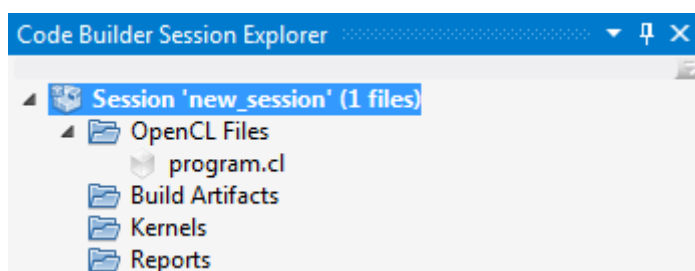 Code Builder Session Explorer
Session 'new_session' (1 files)
OpenCL Files
program.cl
Build Artifacts
Kernels
Reports